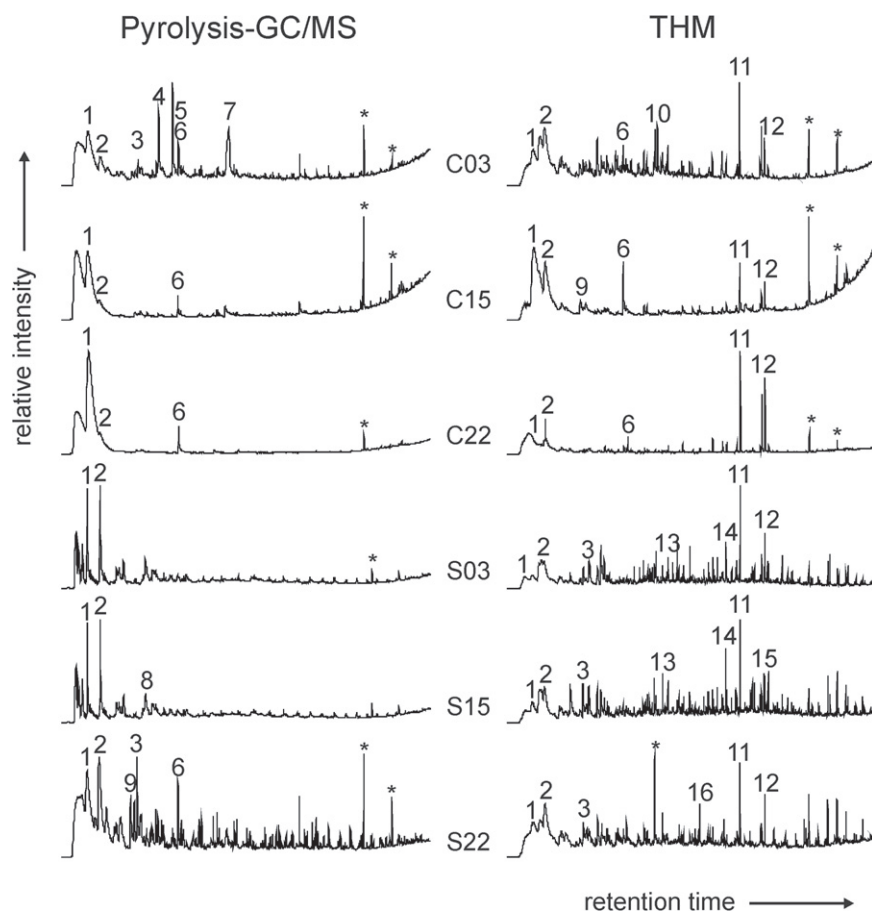 Pyrolysis-GC/MS THM
relative intensity
1 2 3 4 5 6 7 * *
C03
1 2 6 10 11 12 * *
1 2 6 * *
C15
1 2 9 6 11 12 * *
1 2 6 *
C22
1 2 6 11 12 * *
1 2 *
S03
1 2 3 13 14 11 12
1 2 8
S15
1 2 3 13 14 11 15
1 2 9 3 6 * *
S22
1 2 3 * 16 11 12
retention time